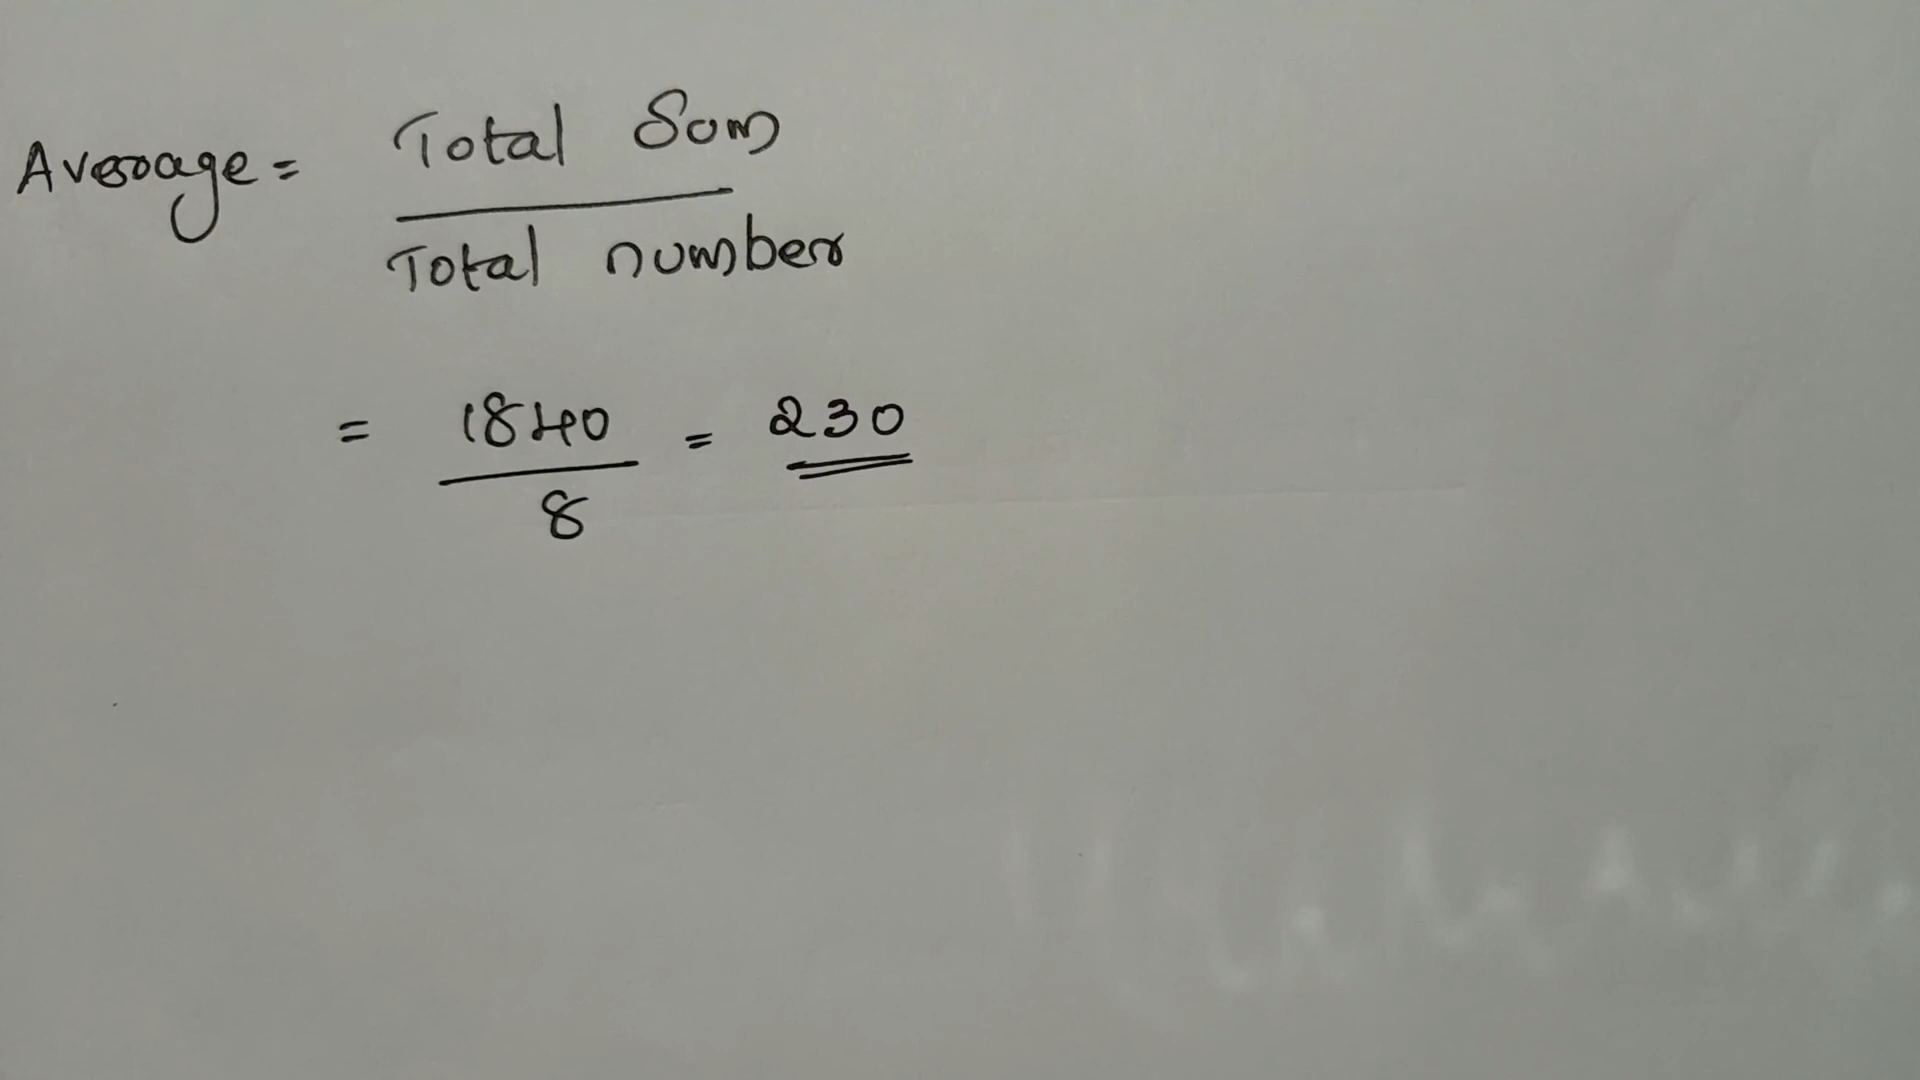 Average = Total Sum
Total number
= 1840 = 230
8